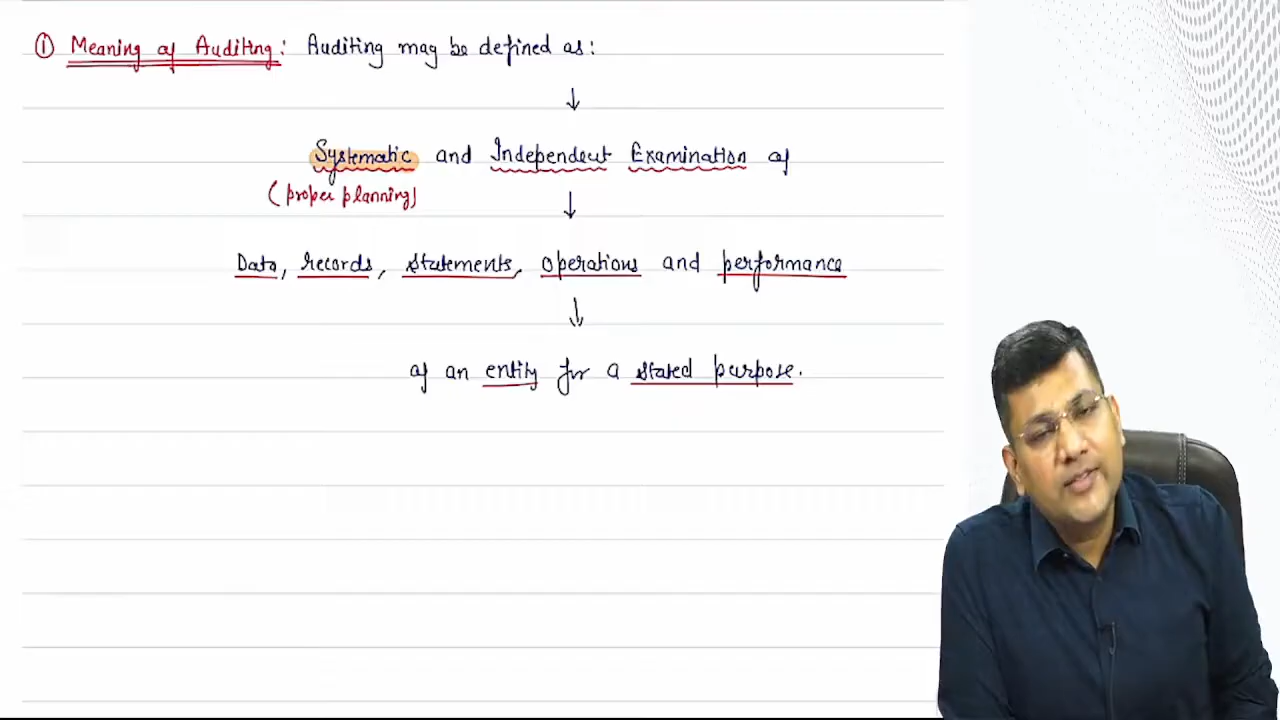 ① Meaning of Auditing: Auditing may be defined as:
↓
Systematic and Independent Examination of
(proper planning)
↓
Data, records, statements, operations and performance
↓
of an entity for a stated purpose.